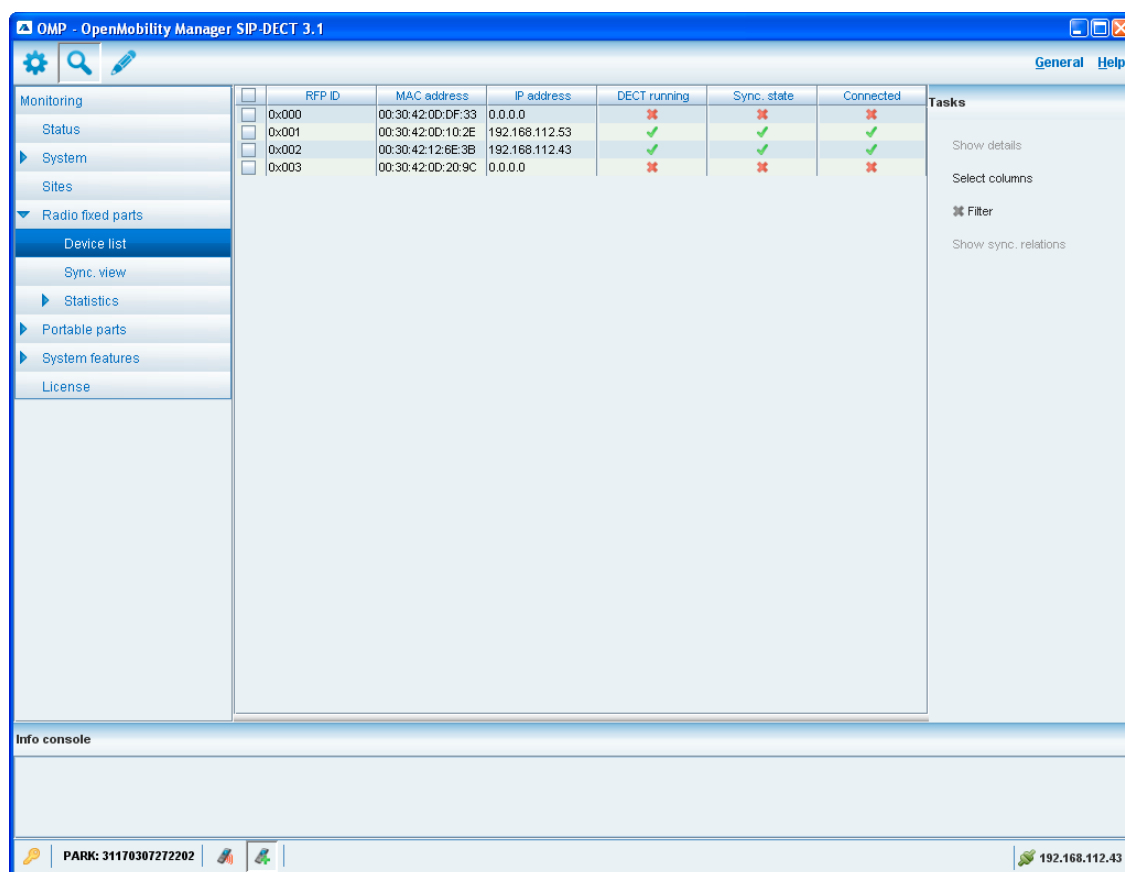 OMP - OpenMobility Manager SIP-DECT 3.1
General Help
Monitoring
Status
System
Sites
Radio fixed parts
Device list
Sync. view
Statistics
Portable parts
System features
License
RFP ID MAC address IP address DECT running Sync. state Connected
0x000 00:30:42:0D:DF:33 0.0.0.0
0x001 00:30:42:0D:10:2E 192.168.112.53
0x002 00:30:42:12:6E:3B 192.168.112.43
0x003 00:30:42:0D:20:9C 0.0.0.0
Tasks
Show details
Select columns
Filter
Show sync. relations
Info console
PARK: 31170307272202
192.168.112.43